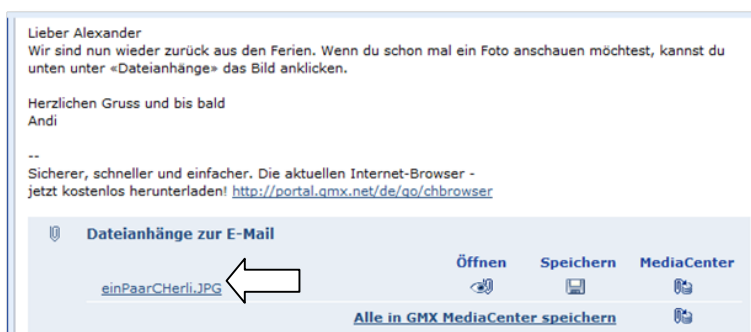 Lieber Alexander
Wir sind nun wieder zurück aus den Ferien. Wenn du schon mal ein Foto anschauen möchtest, kannst du
unten unter «Dateianhänge» das Bild anklicken.
Herzlichen Gruss und bis bald
Andi
--
Sicherer, schneller und einfacher. Die aktuellen Internet-Browser -
jetzt kostenlos herunterladen! http://portal.gmx.net/de/go/chbrowser
Dateianhänge zur E-Mail
Öffnen Speichern MediaCenter
einPaarCHerli.JPG
Alle in GMX MediaCenter speichern